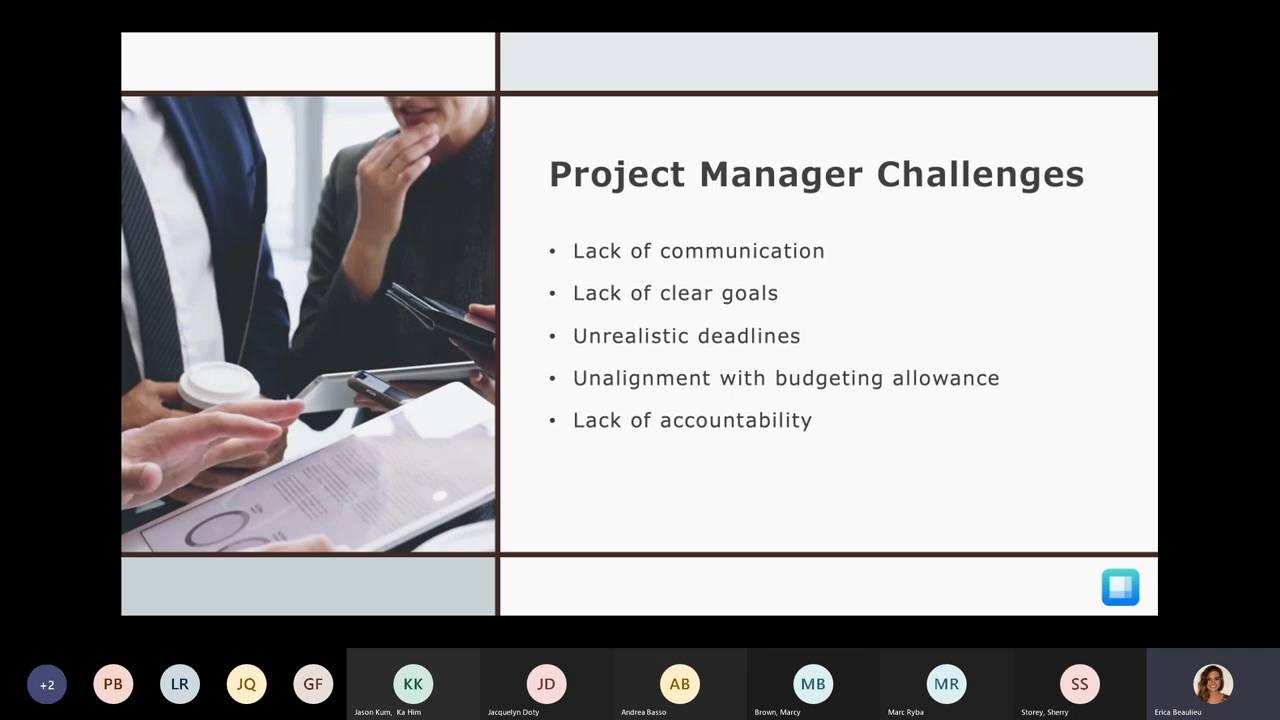 Project Manager Challenges
• Lack of communication
• Lack of clear goals
• Unrealistic deadlines
• Unalignment with budgeting allowance
• Lack of accountability
+2
PB
LR
JQ
GF
KK
JD
AB
MB
MR
SS
Jason Kum, Ka Him
Jacquelyn Doty
Andrea Basso
Brown, Marcy
Marc Ryba
Storey, Sherry
Erica Beaulieu